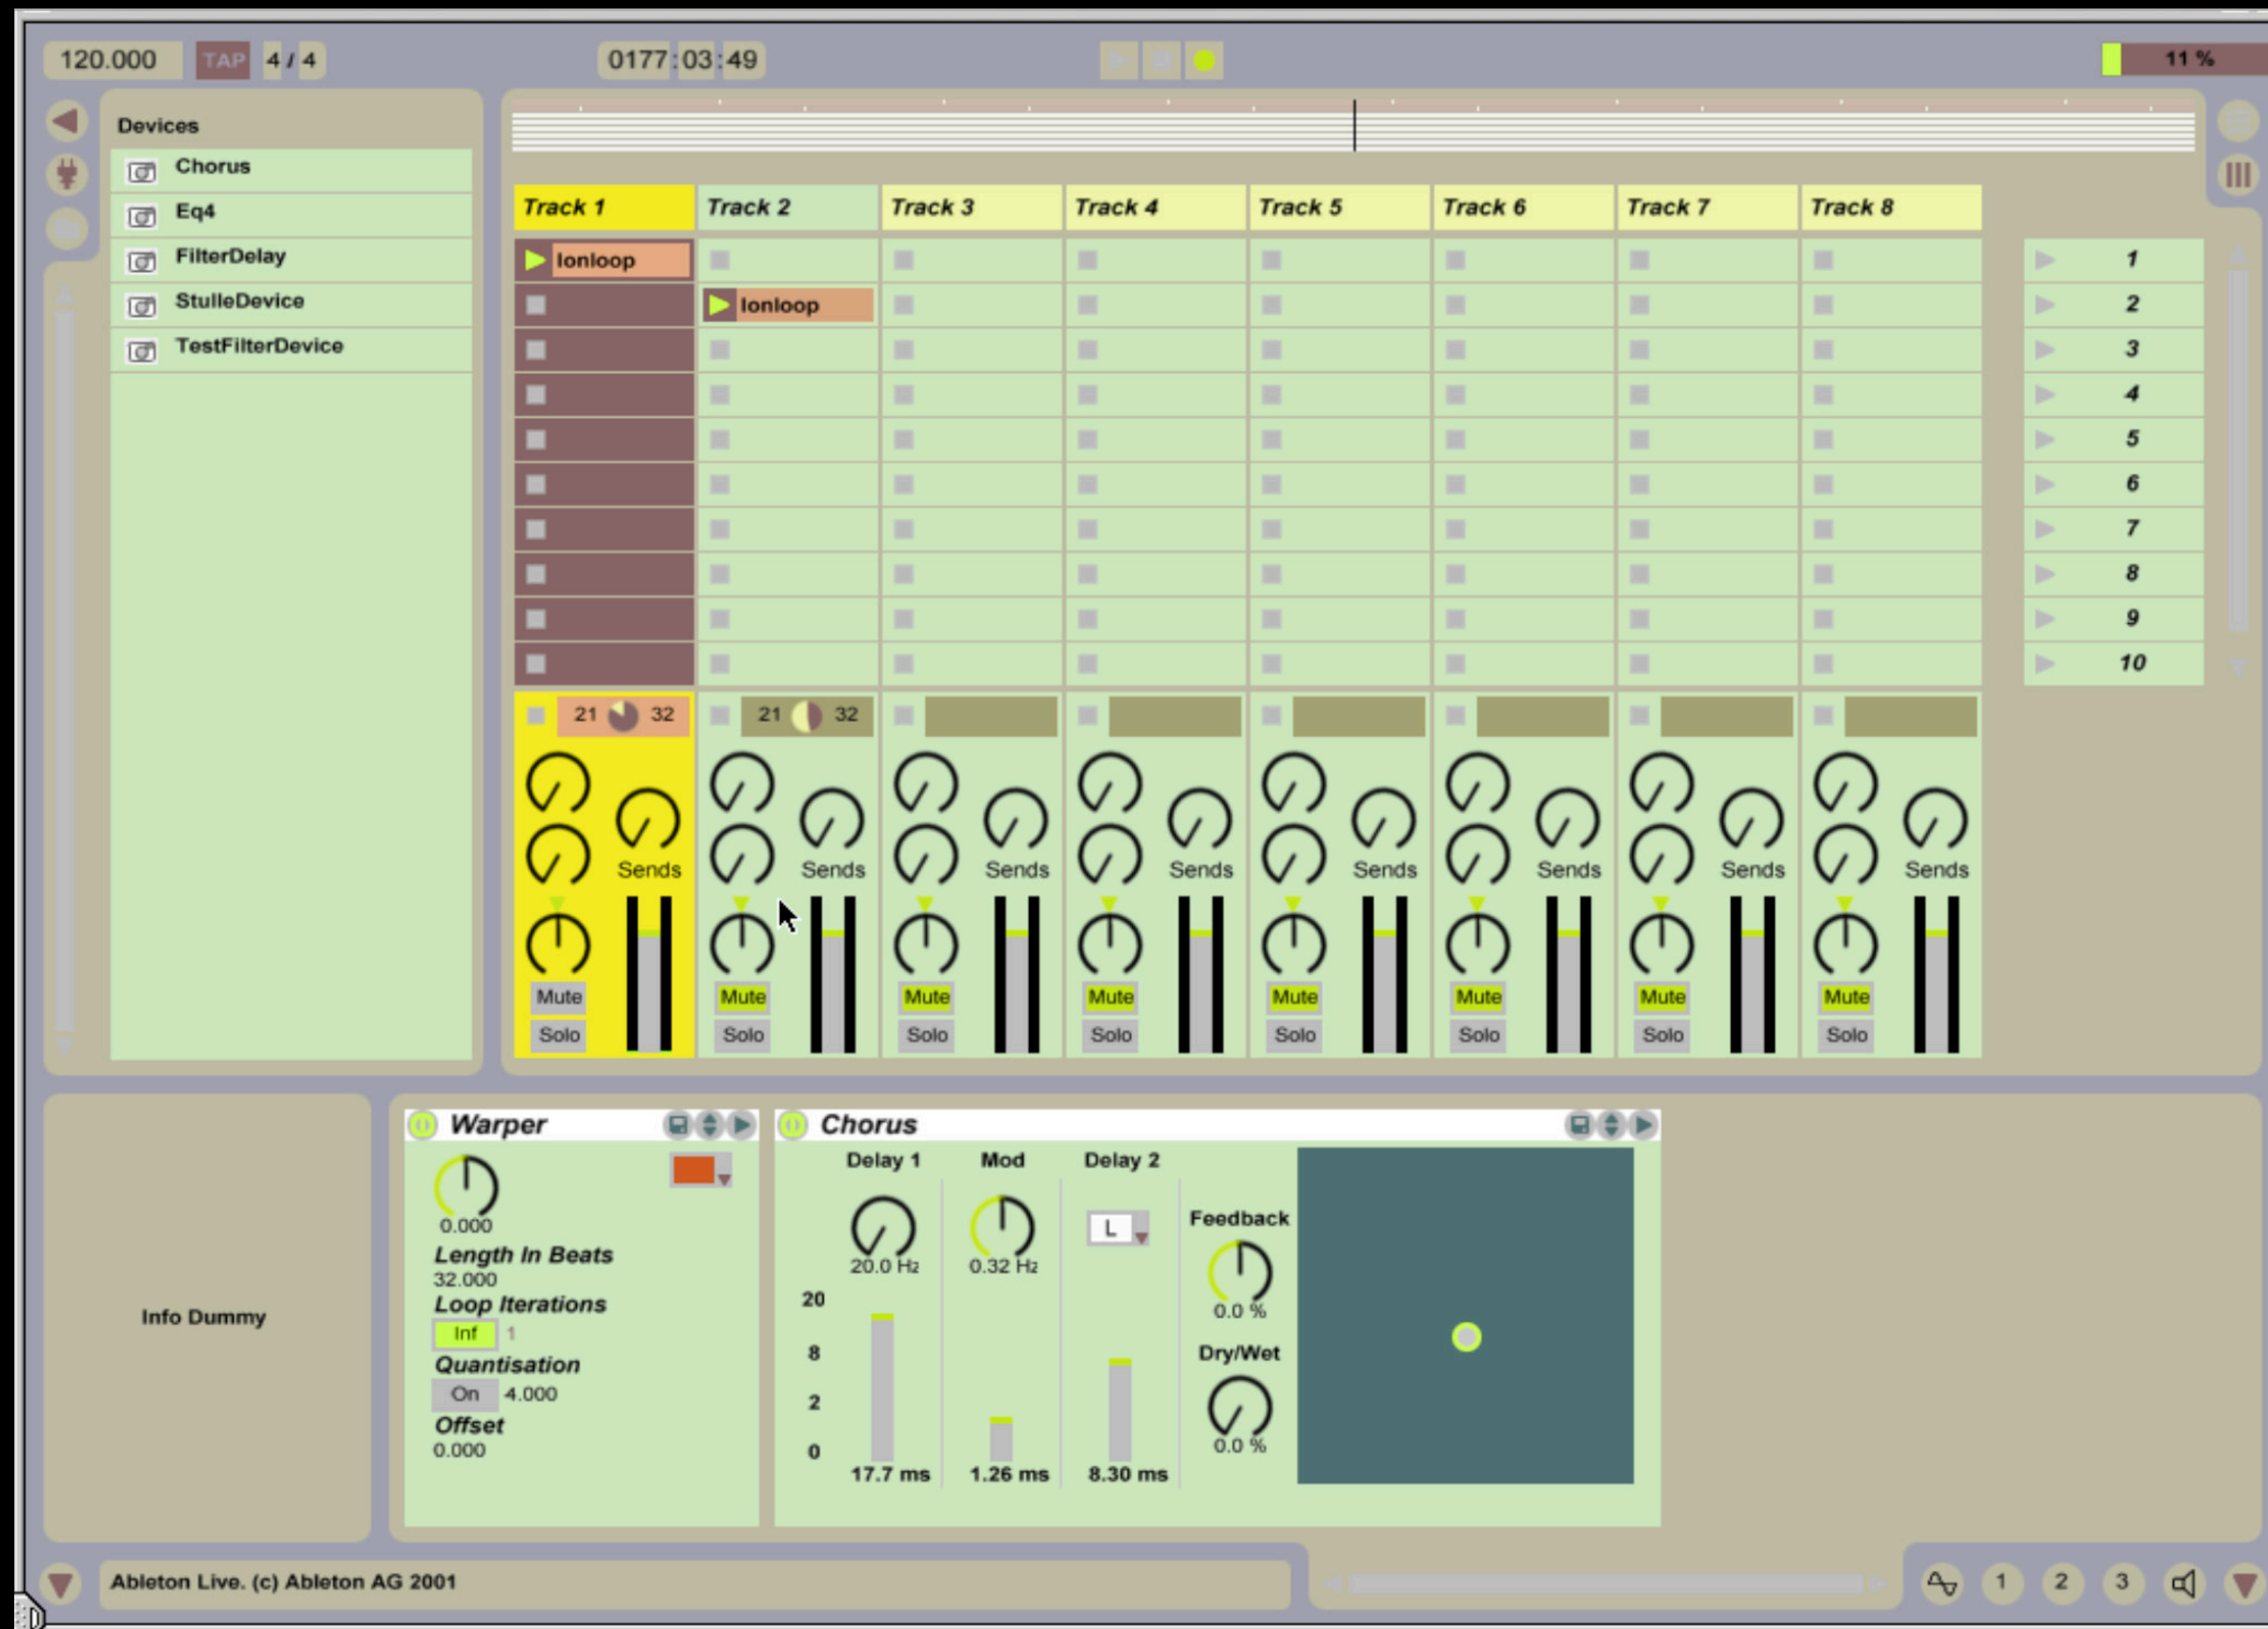 120.000 TAP 4 / 4 0177:03:49 11 %
Devices
Chorus
Eq4
FilterDelay
StulleDevice
TestFilterDevice
Track 1 Track 2 Track 3 Track 4 Track 5 Track 6 Track 7 Track 8
lonloop 1
lonloop 2
3
4
5
6
7
8
9
10
21 32 21 32
Sends Sends Sends Sends Sends Sends Sends Sends
Mute Mute Mute Mute Mute Mute Mute Mute
Solo Solo Solo Solo Solo Solo Solo Solo
Info Dummy
Warper
0.000
Length In Beats
32.000
Loop Iterations
Inf 1
Quantisation
On 4.000
Offset
0.000
Chorus
Delay 1 Mod Delay 2
L
20.0 Hz 0.32 Hz
20
8
2
0
17.7 ms 1.26 ms 8.30 ms
Feedback
0.0 %
Dry/Wet
0.0 %
Ableton Live. (c) Ableton AG 2001
1 2 3